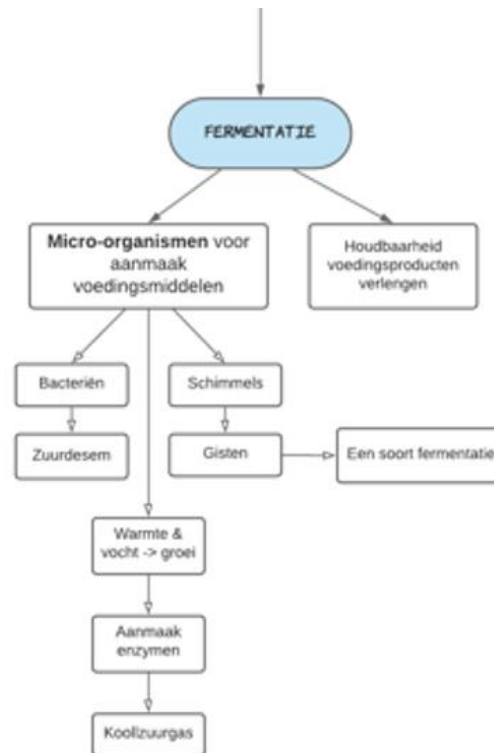 FERMENTATIE
Micro-organismen voor
aanmaak
voedingsmiddelen
Houdbaarheid
voedingsproducten
verlengen
Bacteriën
Schimmels
Zuurdesem
Gisten
Een soort fermentatie
Warmte &
vocht -> groei
Aanmaak
enzymen
Koollzuurgas